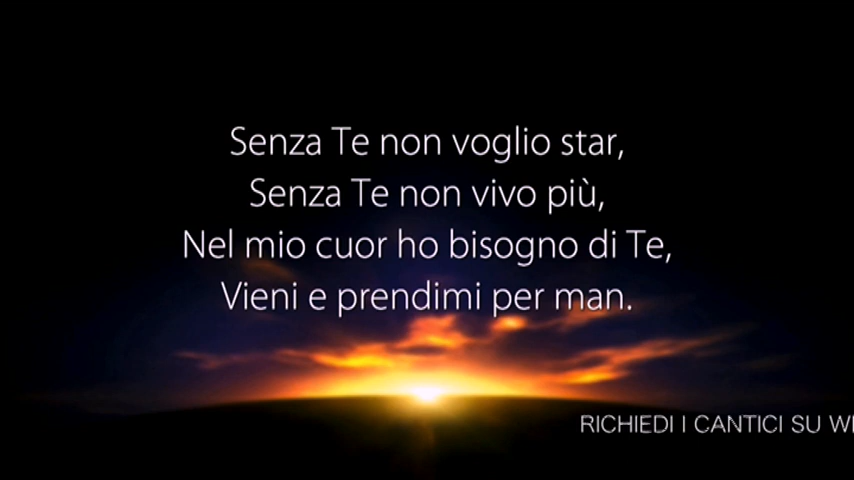 Senza Te non voglio star,
Senza Te non vivo più,
Nel mio cuor ho bisogno di Te,
Vieni e prendimi per man.
RICHIEDI I CANTICI SU